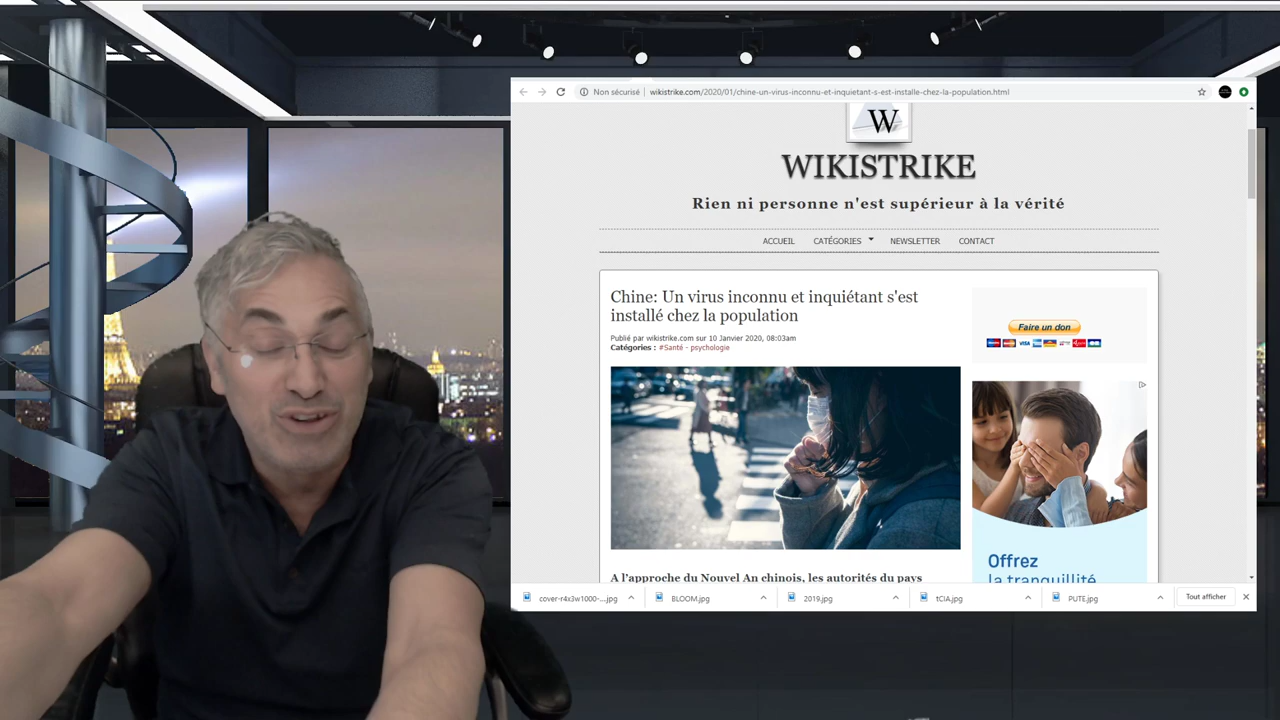 Non sécurisé
wikistrike.com/2020/01/chine-un-virus-inconnu-et-inquietant-s-est-installe-chez-la-population.html
W
WIKISTRIKE
Rien ni personne n'est supérieur à la vérité
ACCUEIL CATÉGORIES NEWSLETTER CONTACT
Chine: Un virus inconnu et inquiétant s'est
installé chez la population
Publié par wikistrike.com sur 10 Janvier 2020, 08:03am
Catégories : #Santé - psychologie
Faire un don
VISA
Offrez
la tranquillité
A l'approche du Nouvel An chinois, les autorités du pays
cover-r4x3w1000-...jpg
BLOOM.jpg
2019.jpg
tCIA.jpg
PUTE.jpg
Tout afficher